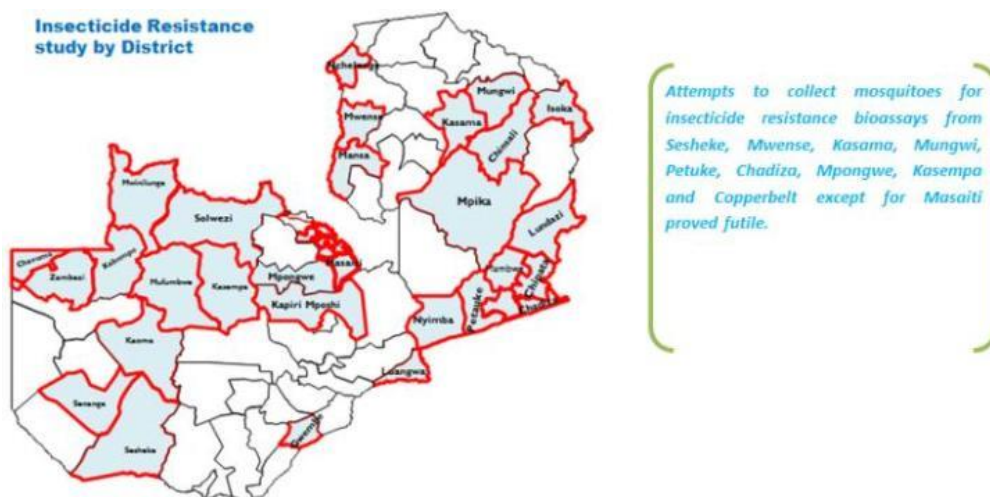 Insecticide Resistance
study by District
Attempts to collect mosquitoes for
insecticide resistance bioassays from
Sesheke, Mwense, Kasama, Mungwi,
Petuke, Chadiza, Mpongwe, Kasempa
and Copperbelt except for Masaiti
proved futile.
Nchelenge
Mungwi
Isoka
Mwense
Kasama
Chinsali
Mansa
Mwinilunga
Mpika
Solwezi
Lundazi
Chavuma
Zambezi
Kabompo
Masaiti
Mufumbwe
Kasempa
Mpongwe
Kapiri Mposhi
Chipata
Nyimba
Petauke
Chadiza
Kaoma
Luangwa
Senanga
Gwembe
Sesheke